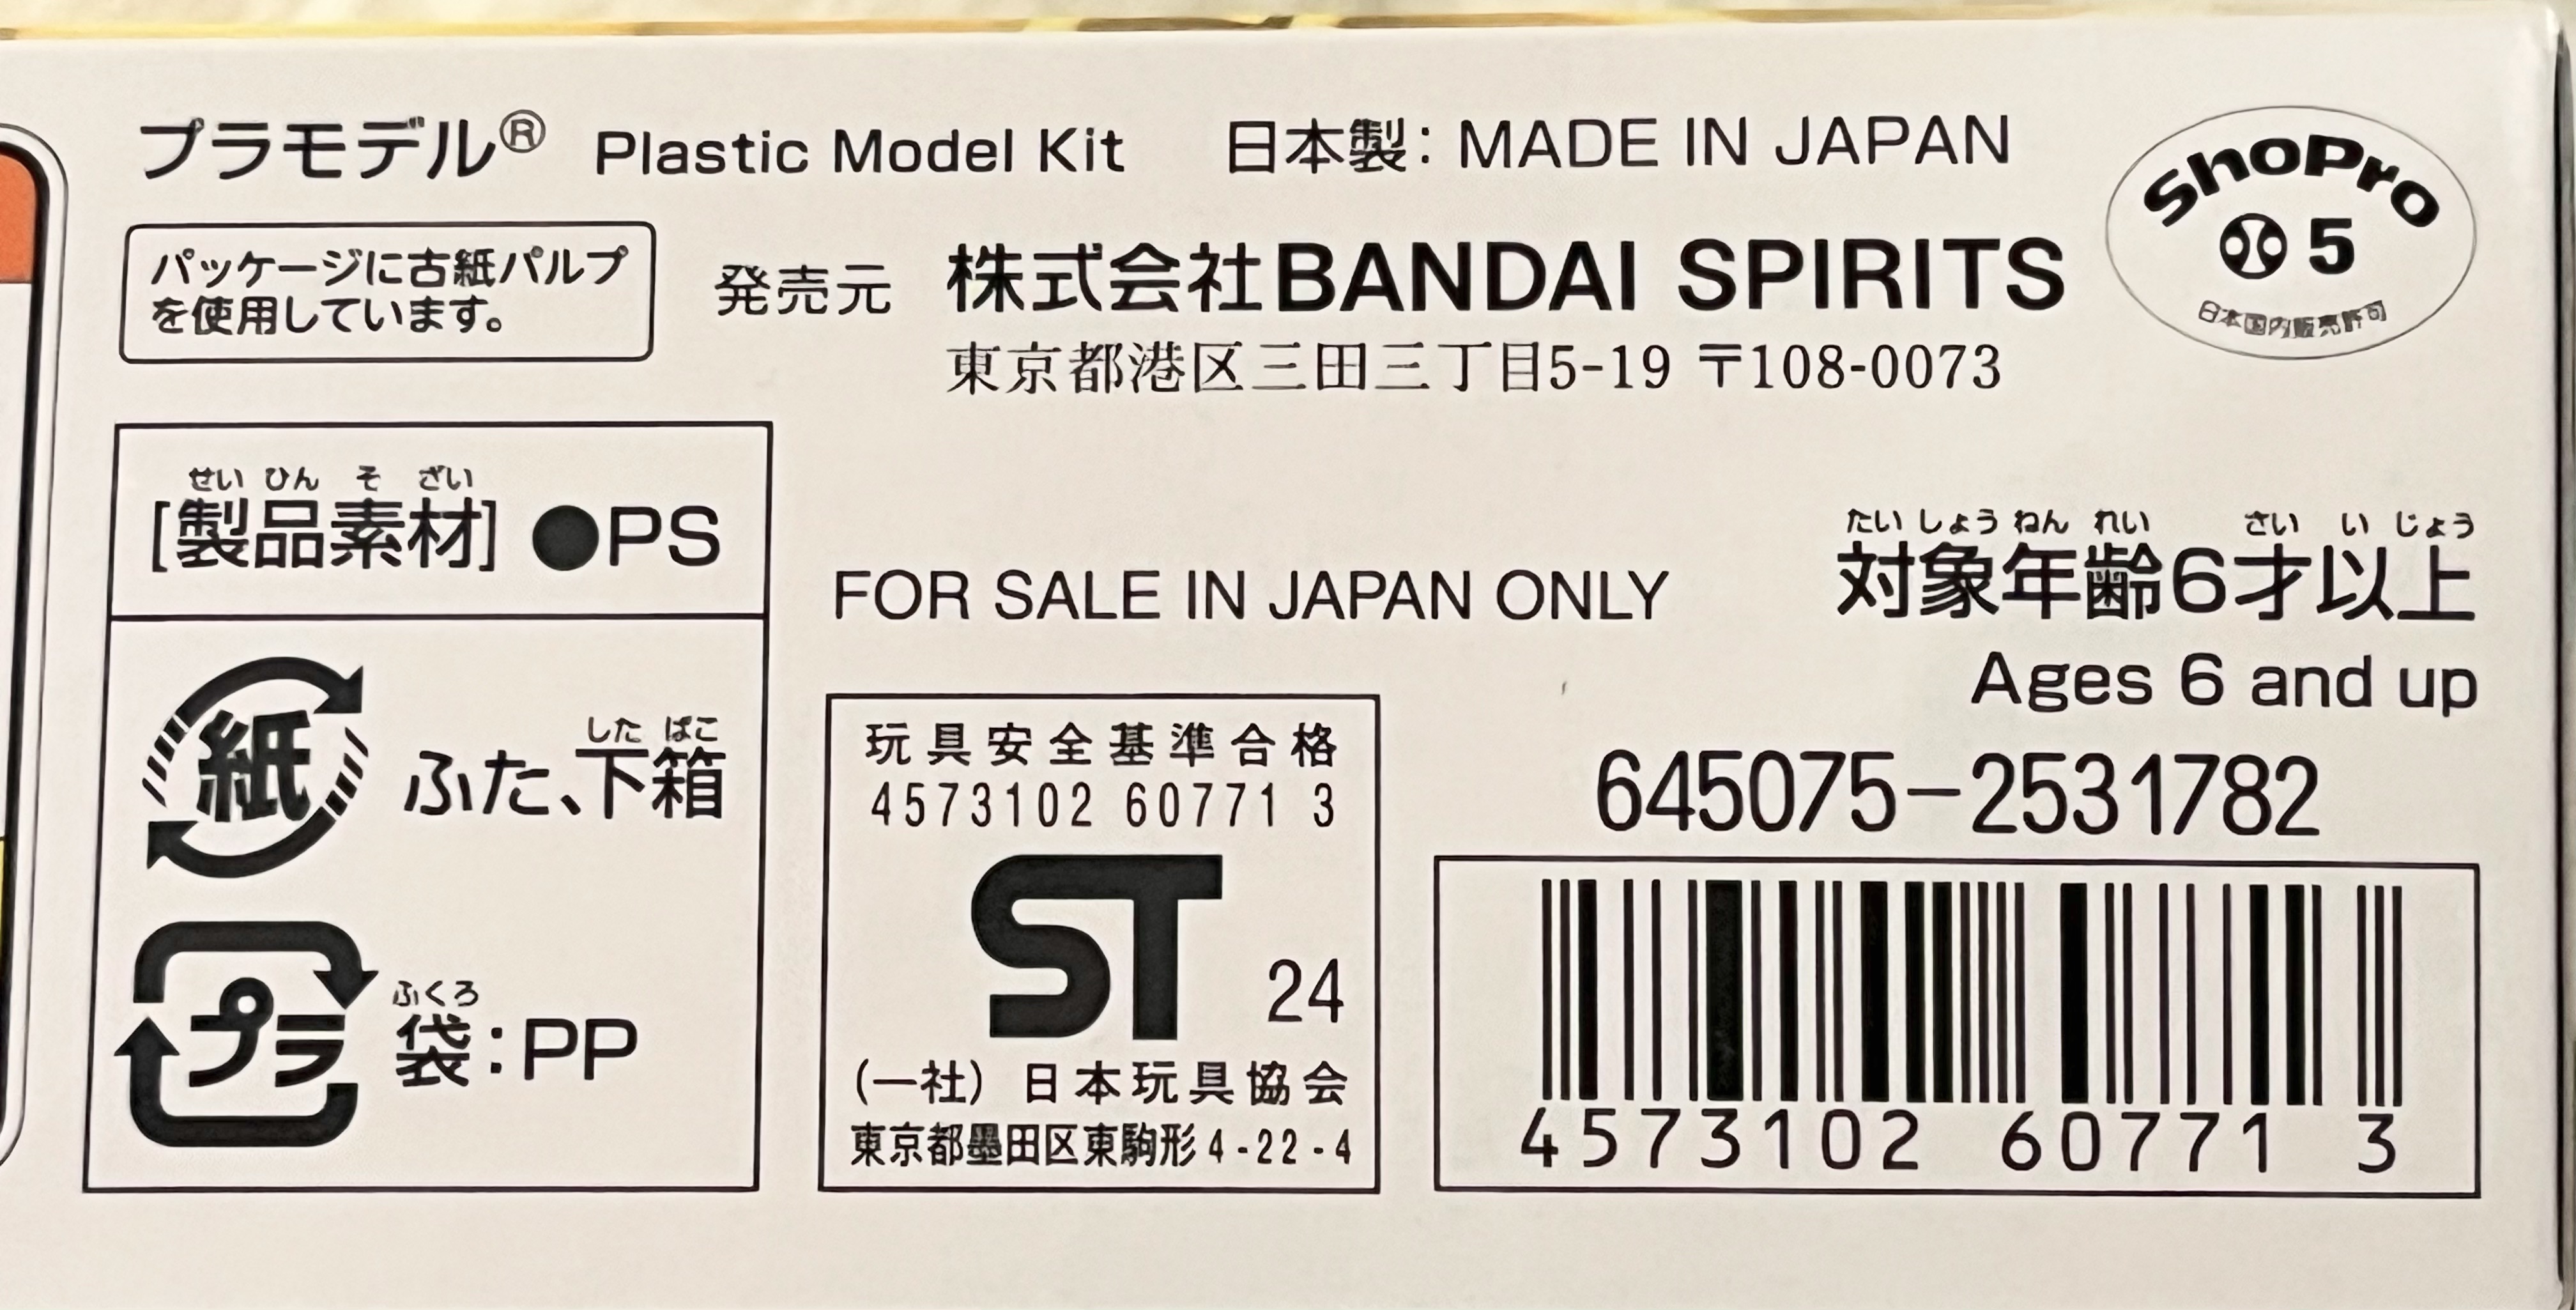 プラモデル® Plastic Model Kit 日本製: MADE IN JAPAN
ShoPro
5
日本国内販売許可
パッケージに古紙パルプ
を使用しています。
発売元 株式会社BANDAI SPIRITS
東京都港区三田三丁目5-19 〒108-0073
せい ひん そ ざい
[製品素材] ●PS
紙
した ばこ
ふた、下箱
プラ
ふくろ
袋:PP
FOR SALE IN JAPAN ONLY
たい しょう ねん れい さい い じょう
対象年齢6才以上
Ages 6 and up
玩具安全基準合格
4573102 60771 3
ST 24
(一社) 日本玩具協会
東京都墨田区東駒形4-22-4
645075-2531782
4573102 60771 3